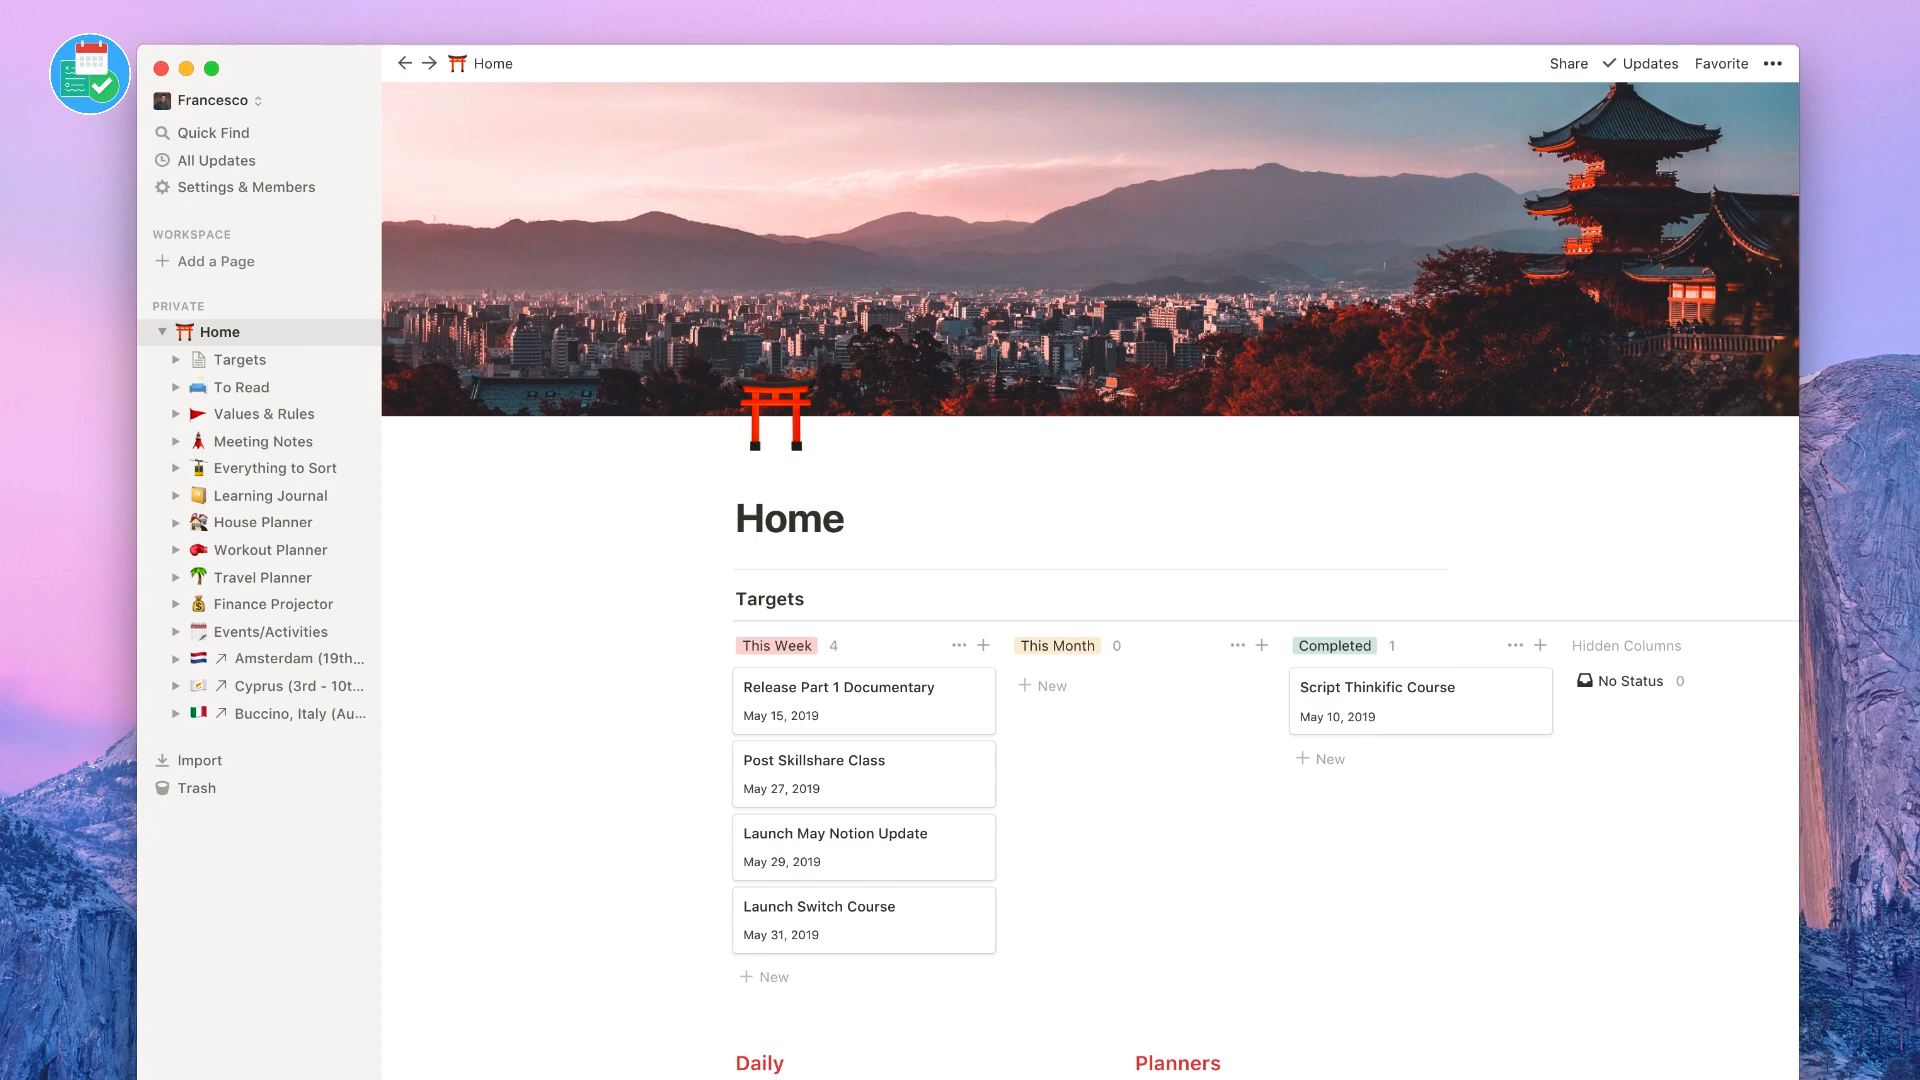 Francesco
Quick Find
All Updates
Settings & Members
WORKSPACE
Add a Page
PRIVATE
Home
Targets
To Read
Values & Rules
Meeting Notes
Everything to Sort
Learning Journal
House Planner
Workout Planner
Travel Planner
Finance Projector
Events/Activities
Amsterdam (19th...
Cyprus (3rd - 10t...
Buccino, Italy (Au...
Import
Trash
Home
Share Updates Favorite
Home
Targets
This Week 4
Release Part 1 Documentary
May 15, 2019
Post Skillshare Class
May 27, 2019
Launch May Notion Update
May 29, 2019
Launch Switch Course
May 31, 2019
New
This Month 0
New
Completed 1
Script Thinkific Course
May 10, 2019
New
Hidden Columns
No Status 0
Daily
Planners